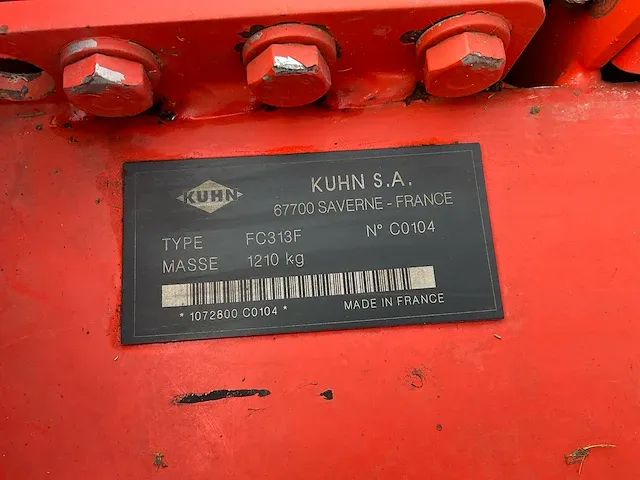 KUHN
KUHN S.A.
67700 SAVERNE - FRANCE
TYPE FC313F N° C0104
MASSE 1210 kg
* 1072800 C0104 * MADE IN FRANCE